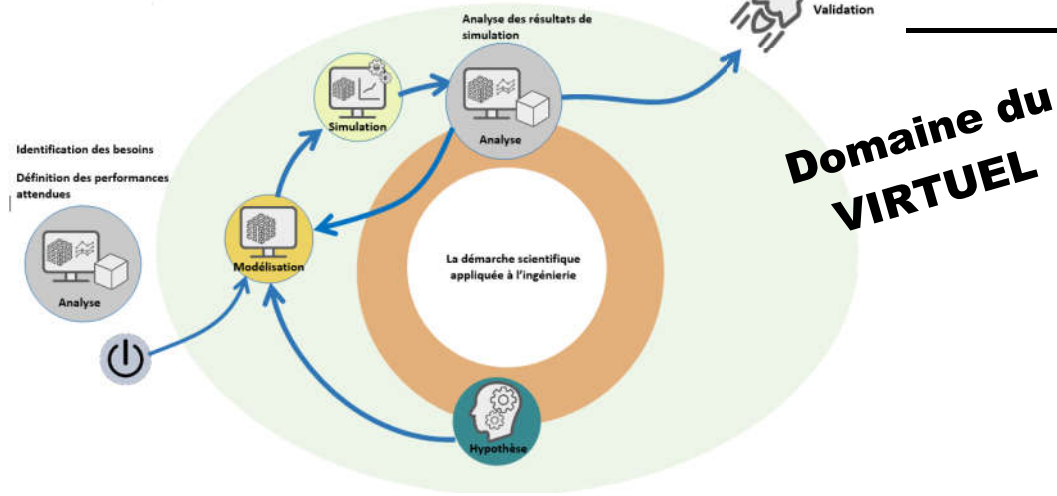 Validation
Analyse des résultats de
simulation
Simulation
Analyse
Domaine du
VIRTUEL
Identification des besoins
Définition des performances
attendues
Analyse
Modélisation
La démarche scientifique
appliquée à l'ingénierie
Hypothèse